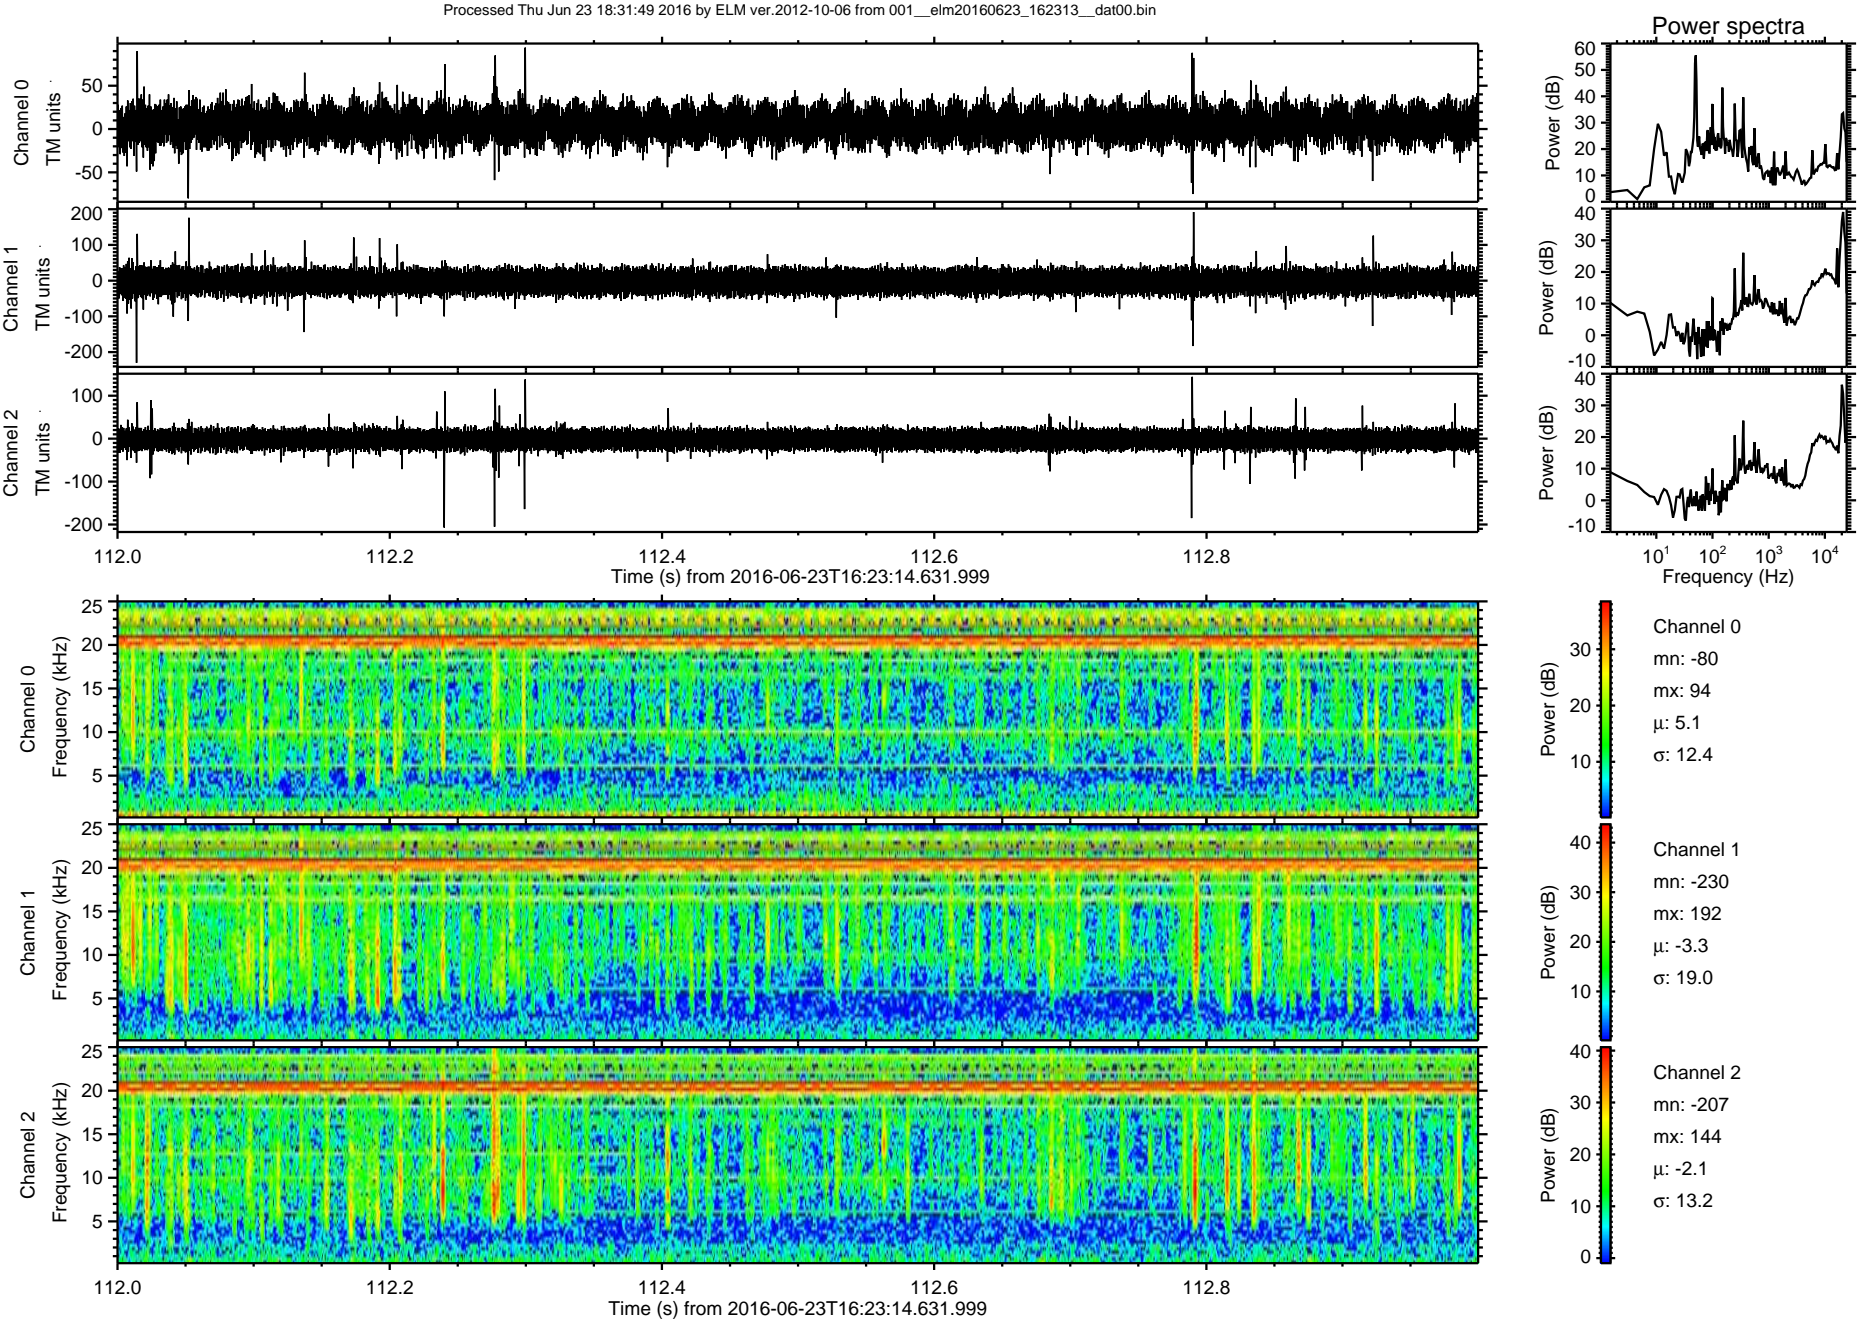 Processed Thu Jun 23 18:31:49 2016 by ELM ver.2012-10-06 from 001__elm20160623_162313__dat00.bin
Power spectra
Channel 0
TM units
50
0
-50
Power (dB)
60
50
40
30
20
10
0
Channel 1
TM units
200
100
0
-100
-200
Power (dB)
40
30
20
10
0
-10
Channel 2
TM units
100
0
-100
-200
Power (dB)
40
30
20
10
0
-10
112.0 112.2 112.4 112.6 112.8
Time (s) from 2016-06-23T16:23:14.631.999
10^1 10^2 10^3 10^4
Frequency (Hz)
Channel 0
Frequency (kHz)
25
20
15
10
5
Power (dB)
30
20
10
Channel 0
mn: -80
mx: 94
μ: 5.1
σ: 12.4
Channel 1
Frequency (kHz)
25
20
15
10
5
Power (dB)
40
30
20
10
Channel 1
mn: -230
mx: 192
μ: -3.3
σ: 19.0
Channel 2
Frequency (kHz)
25
20
15
10
5
Power (dB)
40
30
20
10
0
Channel 2
mn: -207
mx: 144
μ: -2.1
σ: 13.2
112.0 112.2 112.4 112.6 112.8
Time (s) from 2016-06-23T16:23:14.631.999